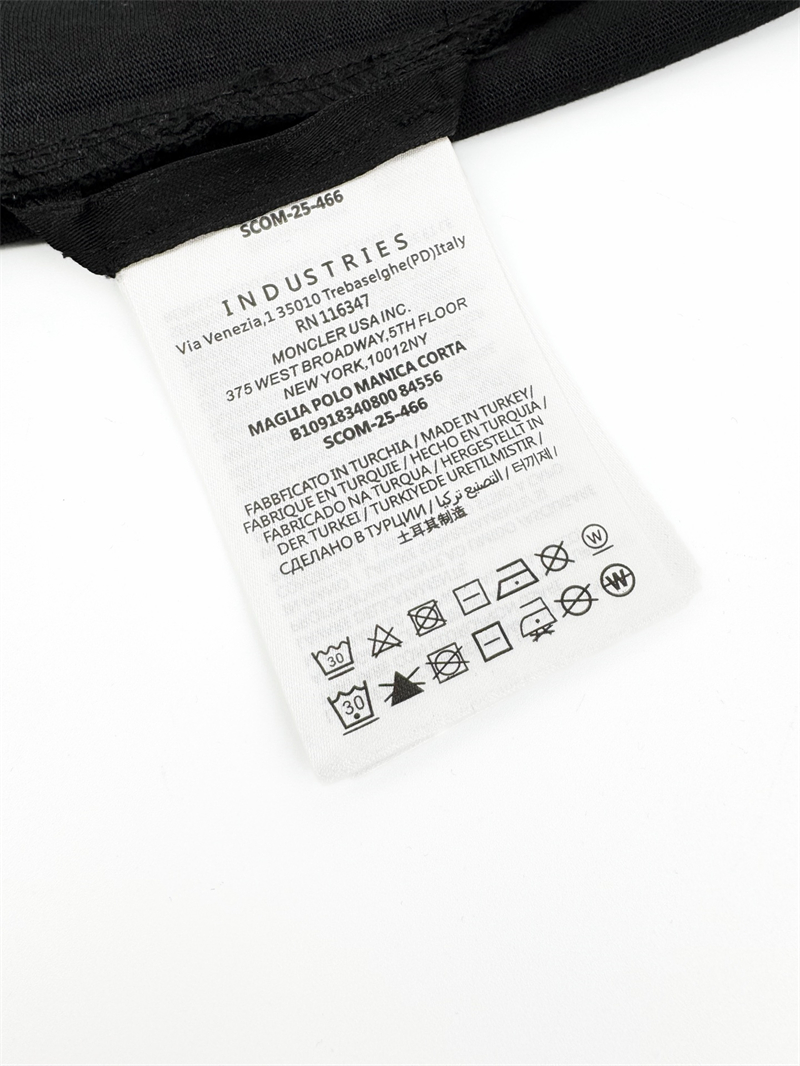 SCOM-25-466
INDUSTRIES
Via Venezia,1 35010 Trebaselghe(PD)Italy
RN 116347
MONCLER USA INC.
375 WEST BROADWAY,5TH FLOOR
NEW YORK,10012NY
MAGLIA POLO MANICA CORTA
B10918340800 84556
SCOM-25-466
FABBFICATO IN TURCHIA / MADE IN TURKEY/
FABRIQUE EN TURQUIE / HECHO EN TURQUIA /
FABRICADO NA TURQUA / HERGESTELLT IN
DER TURKEI / TURKIYEDE URETILMISTIR /
СДЕЛАНО В ТУРЦИИ / التصنيع تركيا / 터키제 /
土耳其制造
30 W
30 W